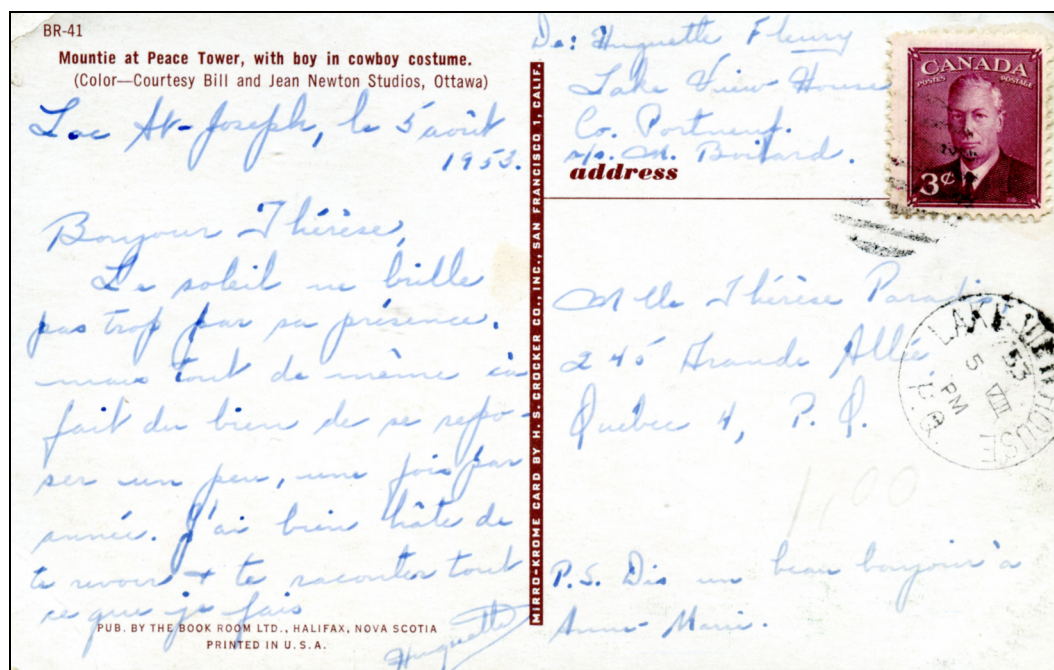 BR-41
Mountie at Peace Tower, with boy in cowboy costume.
(Color—Courtesy Bill and Jean Newton Studios, Ottawa)
Lac St-Joseph, le 5 août
1953.
Bonjour Thérèse,
Le soleil ne brille
pas trop par sa présence.
mais tout de même ça
fait du bien de se repo-
ser un peu, une fois par
année. J'ai bien hâte de
te revoir + te raconter tout
ce que je fais
Huguette
PUB. BY THE BOOK ROOM LTD., HALIFAX, NOVA SCOTIA
PRINTED IN U.S.A.
MIRRO-KROME CARD BY H. S. CROCKER CO., INC., SAN FRANCISCO 1, CALIF.
De: Huguette Fleury
Lake View House
Co. Portneuf.
a/s. M. Boilard.
address
CANADA
POSTES POSTAGE
3¢
Mlle Thérèse Paradis,
245 Grande Allée,
Québec 4, P. Q.
LAKE VIEW HOUSE
5 VIII 53
PM
P.Q.
1,00
P.S. Dis un beau bonjour à
Anne-Marie.